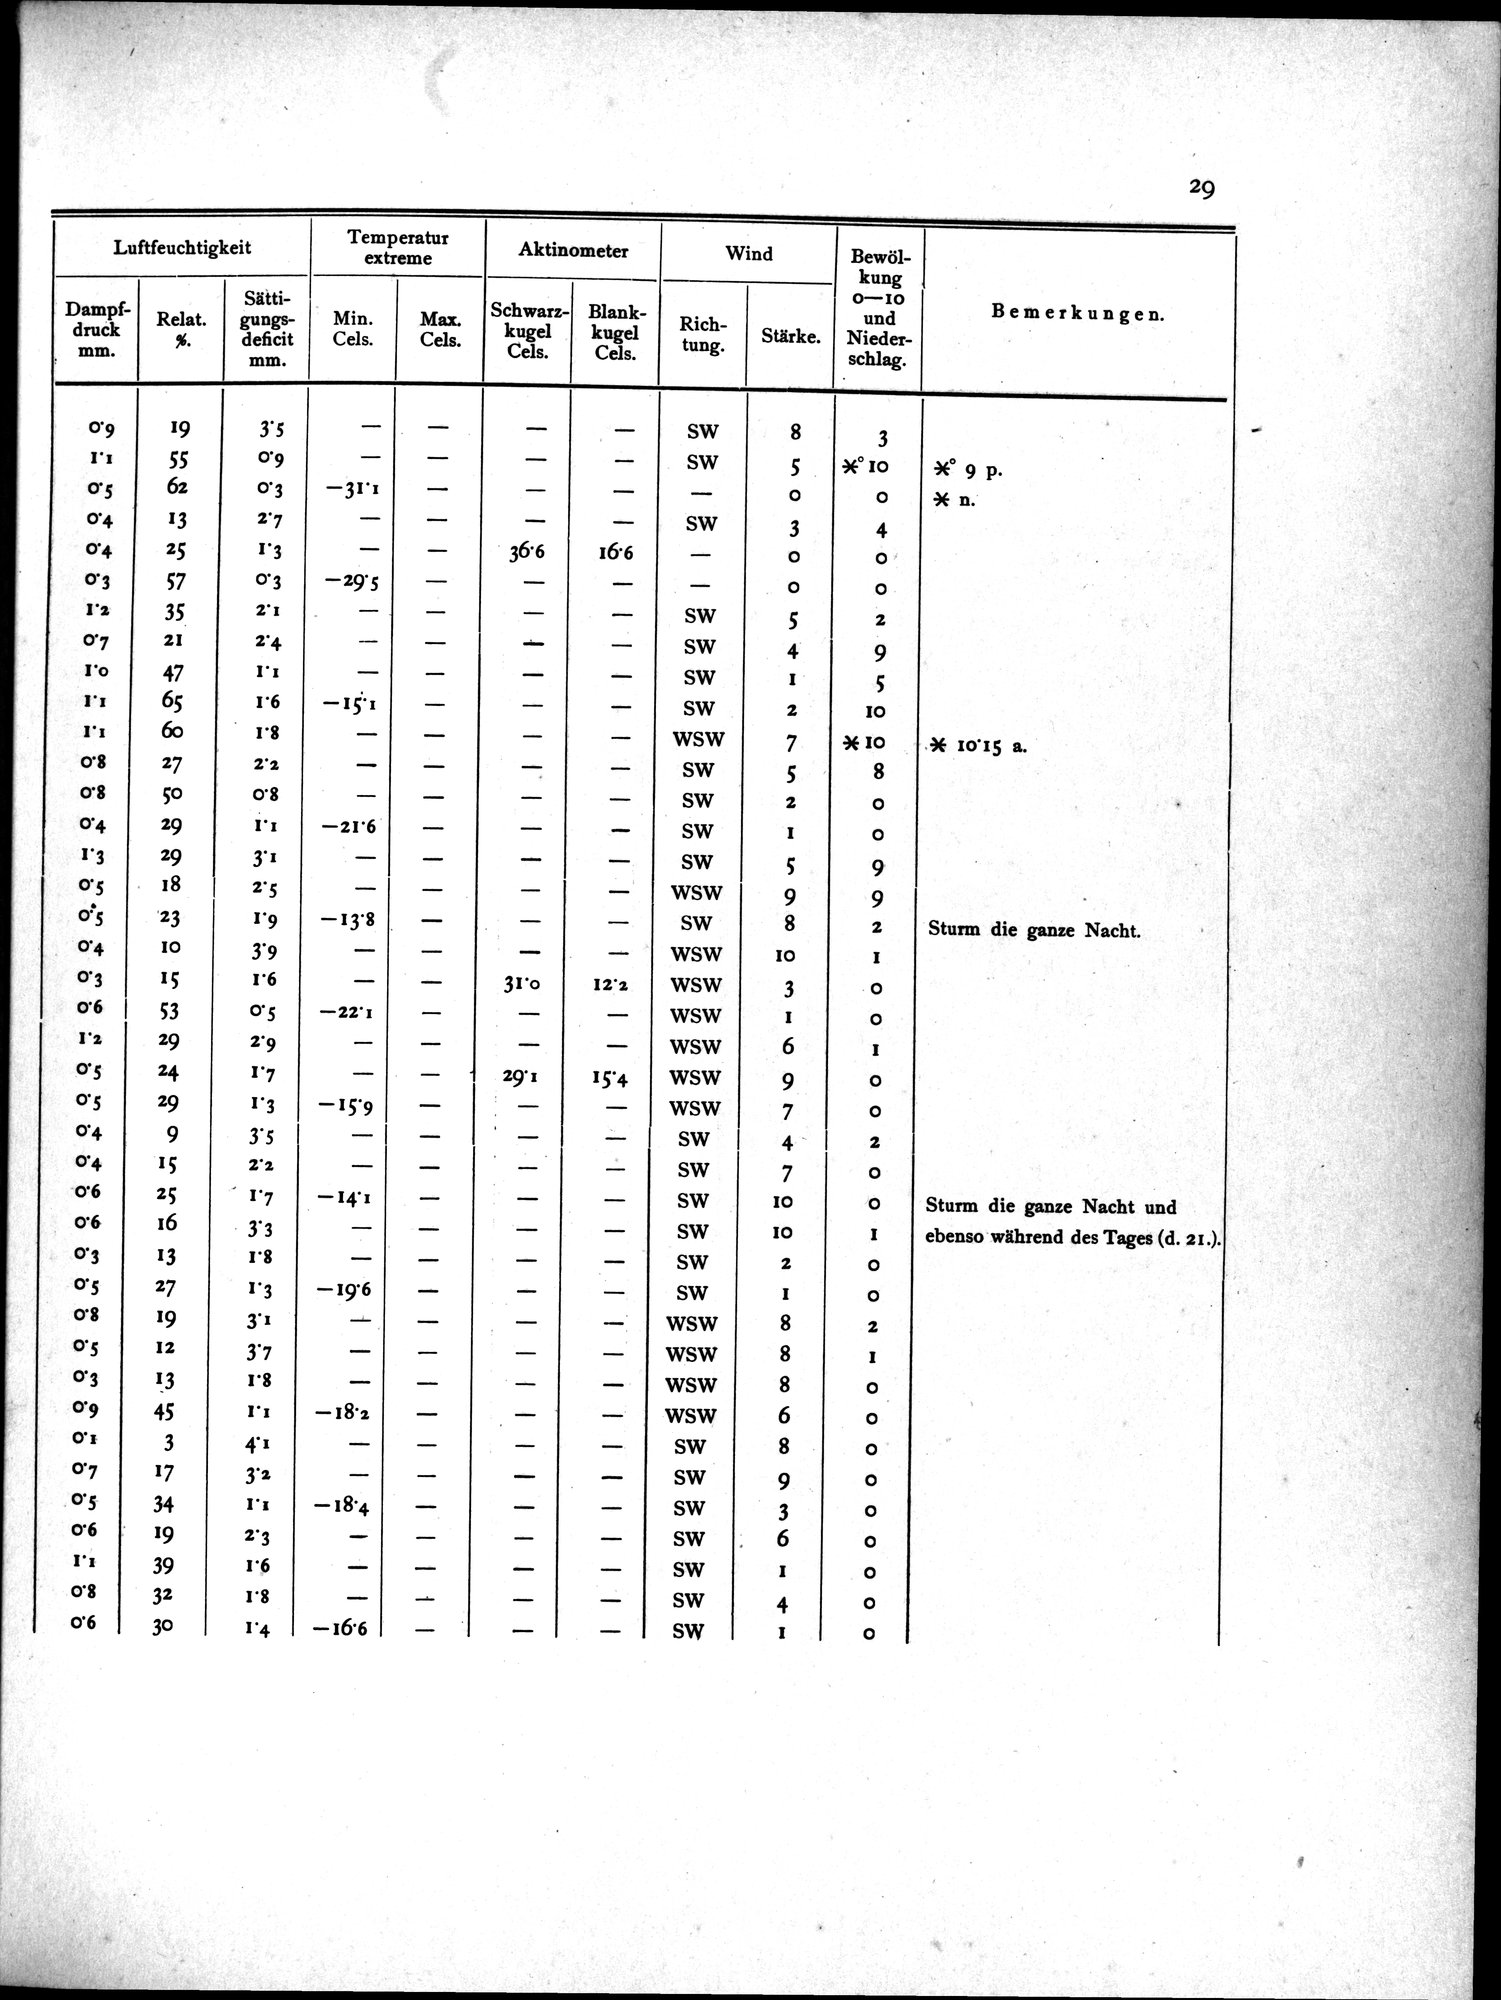 29
Luftfeuchtigkeit | Temperatur extreme | Aktinometer | Wind | Bewöl-kung 0—10 und Nieder-schlag. | Bemerkungen.
Dampf-druck mm. | Relat. %. | Sätti-gungs-deficit mm. | Min. Cels. | Max. Cels. | Schwarz-kugel Cels. | Blank-kugel Cels. | Rich-tung. | Stärke.
0·9 19 3·5 — — — — SW 8 3
1·1 55 0·9 — — — — SW 5 ✶° 10 ✶° 9 p.
0·5 62 0·3 —31·1 — — — — 0 0 ✶ n.
0·4 13 2·7 — — — — SW 3 4
0·4 25 1·3 — — 36·6 16·6 — 0 0
0·3 57 0·3 —29·5 — — — — 0 0
1·2 35 2·1 — — — — SW 5 2
0·7 21 2·4 — — — — SW 4 9
1·0 47 1·1 — — — — SW 1 5
1·1 65 1·6 —15·1 — — — SW 2 10
1·1 60 1·8 — — — — WSW 7 ✶ 10 ✶ 10·15 a.
0·8 27 2·2 — — — — SW 5 8
0·8 50 0·8 — — — — SW 2 0
0·4 29 1·1 —21·6 — — — SW 1 0
1·3 29 3·1 — — — — SW 5 9
0·5 18 2·5 — — — — WSW 9 9
0·5 23 1·9 —13·8 — — — SW 8 2 Sturm die ganze Nacht.
0·4 10 3·9 — — — — WSW 10 1
0·3 15 1·6 — — 31·0 12·2 WSW 3 0
0·6 53 0·5 —22·1 — — — WSW 1 0
1·2 29 2·9 — — — — WSW 6 1
0·5 24 1·7 — — 29·1 15·4 WSW 9 0
0·5 29 1·3 —15·9 — — — WSW 7 0
0·4 9 3·5 — — — — SW 4 2
0·4 15 2·2 — — — — SW 7 0
0·6 25 1·7 —14·1 — — — SW 10 0 Sturm die ganze Nacht und
0·6 16 3·3 — — — — SW 10 1 ebenso während des Tages (d. 21.).
0·3 13 1·8 — — — — SW 2 0
0·5 27 1·3 —19·6 — — — SW 1 0
0·8 19 3·1 — — — — WSW 8 2
0·5 12 3·7 — — — — WSW 8 1
0·3 13 1·8 — — — — WSW 8 0
0·9 45 1·1 —18·2 — — — WSW 6 0
0·1 3 4·1 — — — — SW 8 0
0·7 17 3·2 — — — — SW 9 0
0·5 34 1·1 —18·4 — — — SW 3 0
0·6 19 2·3 — — — — SW 6 0
1·1 39 1·6 — — — — SW 1 0
0·8 32 1·8 — — — — SW 4 0
0·6 30 1·4 —16·6 — — — SW 1 0